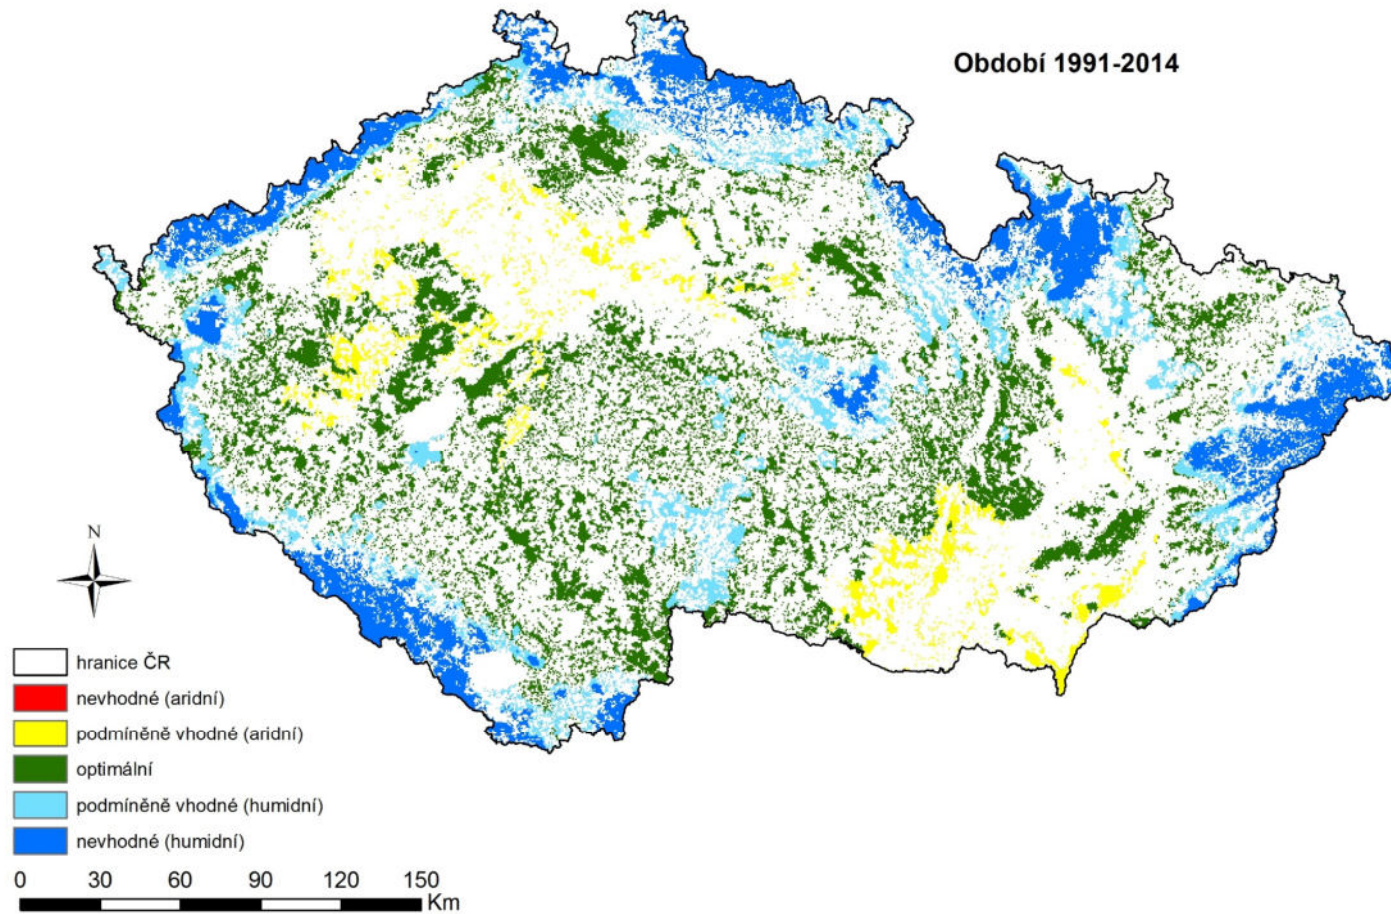 Období 1991-2014
N
hranice ČR
nevhodné (aridní)
podmíněně vhodné (aridní)
optimální
podmíněně vhodné (humidní)
nevhodné (humidní)
0 30 60 90 120 150
Km